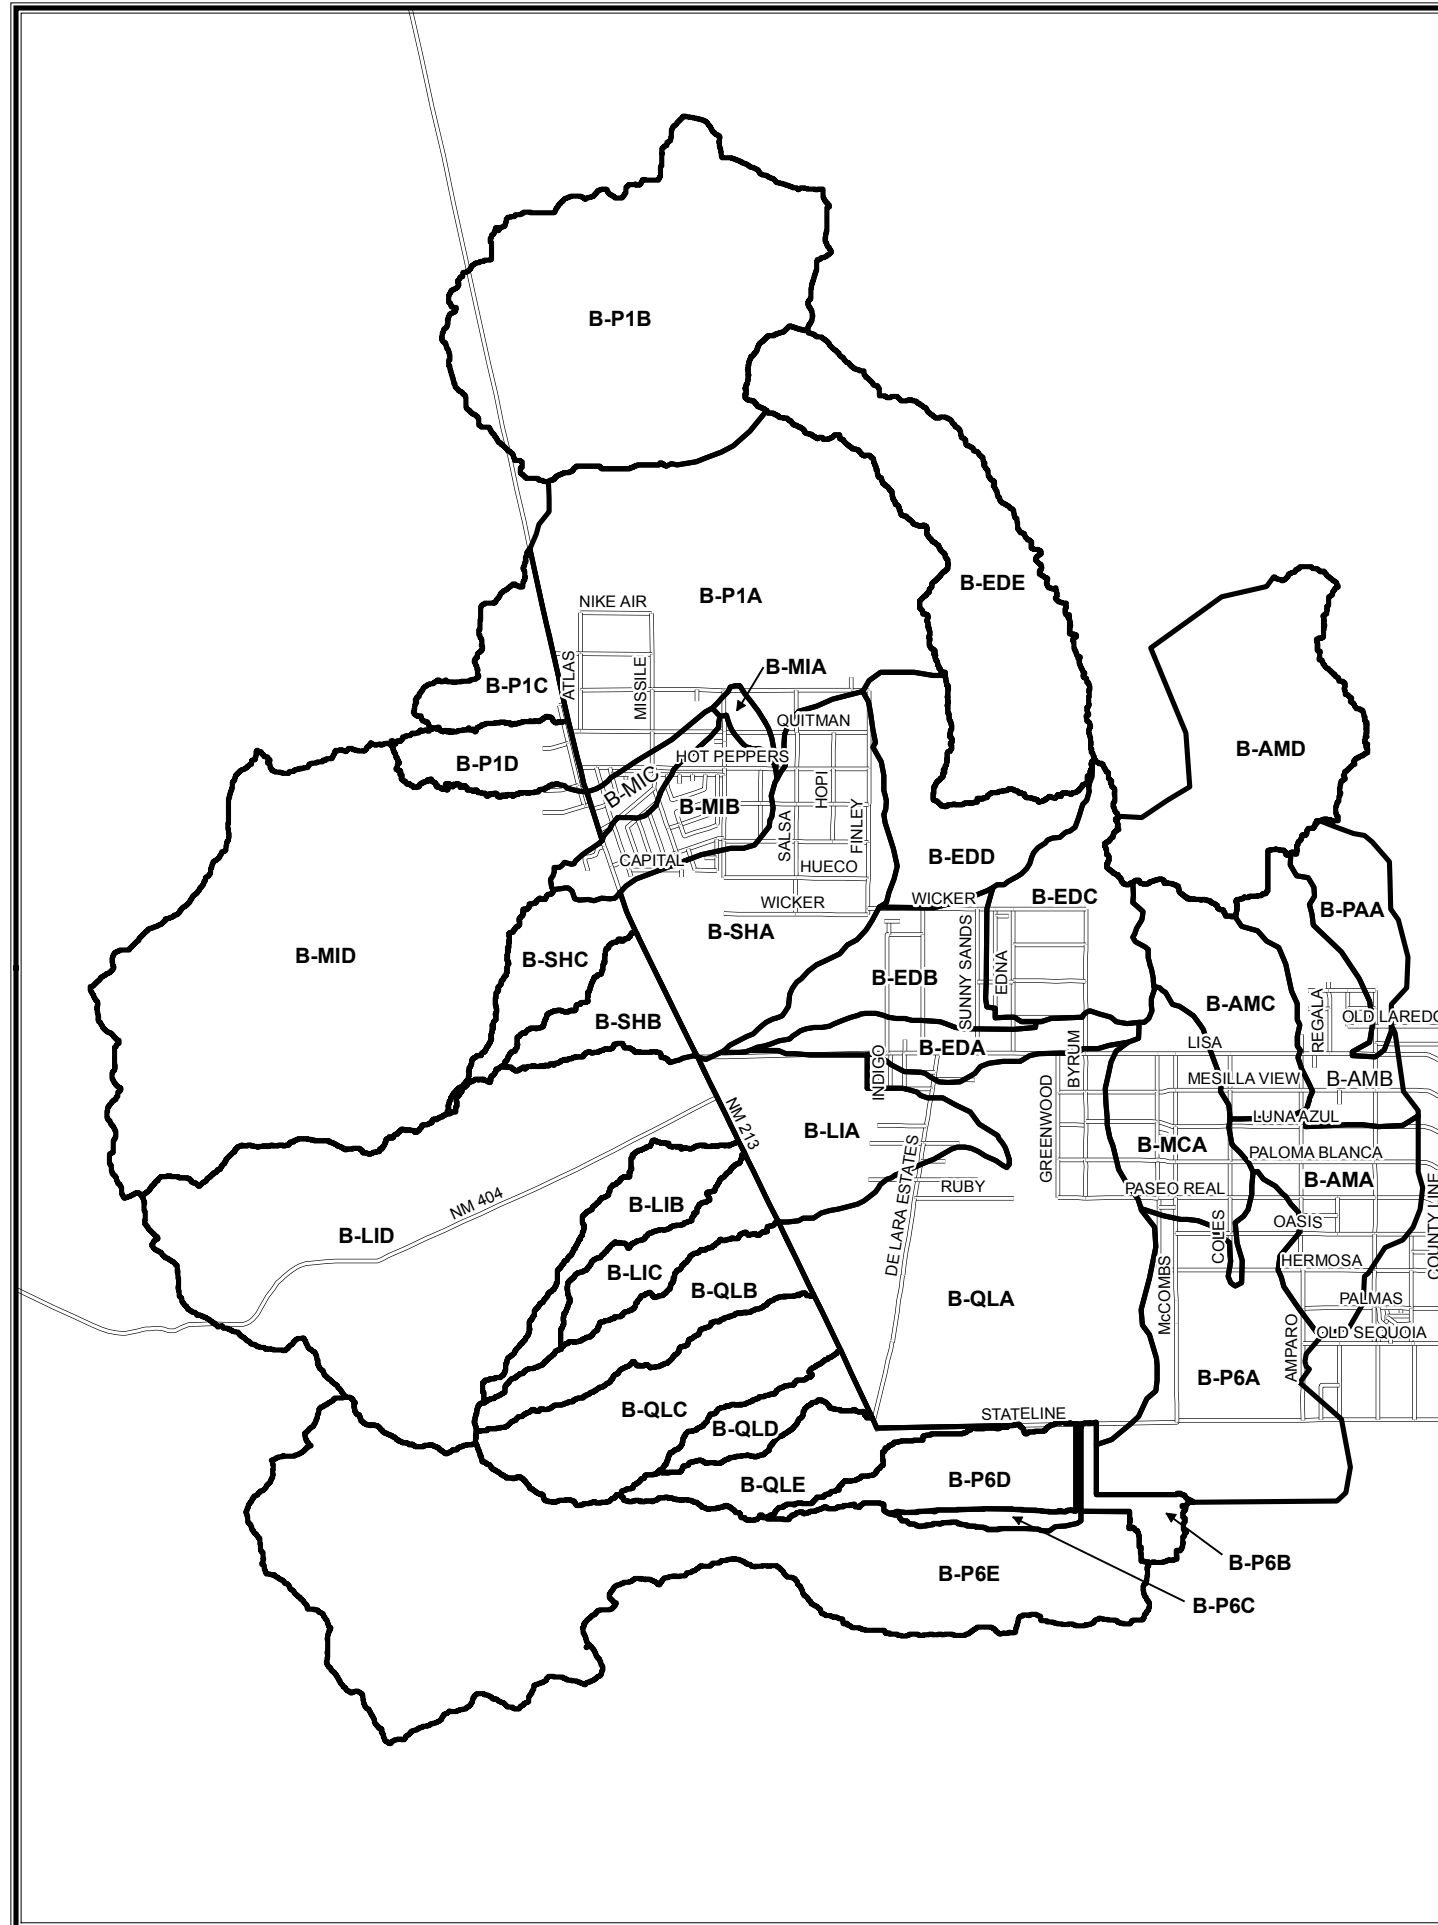 B-P1B
B-EDE
B-P1A
NIKE AIR
B-MIA
ATLAS
MISSILE
B-P1C
QUITMAN
B-AMD
HOT PEPPERS
B-P1D
B-MIC
HOPI
B-MIB
FINLEY
SALSA
B-EDD
CAPITAL
HUECO
B-EDC
WICKER
WICKER
B-PAA
B-SHA
SUNNY SANDS
EDNA
B-MID
B-SHC
B-EDB
B-AMC
REGALA
OLD LAREDO
B-SHB
B-EDA
LISA
BYRUM
INDIGO
MESILLA VIEW
B-AMB
GREENWOOD
LUNA AZUL
NM 213
B-LIA
B-MCA
PALOMA BLANCA
DE LARA ESTATES
B-AMA
RUBY
PASEO REAL
NM 404
B-LIB
COUNTY LINE
B-LID
COLES
OASIS
HERMOSA
B-LIC
B-QLB
McCOMBS
B-QLA
PALMAS
OLD SEQUOIA
AMPARO
B-P6A
B-QLC
STATELINE
B-QLD
B-QLE
B-P6D
B-P6B
B-P6E
B-P6C